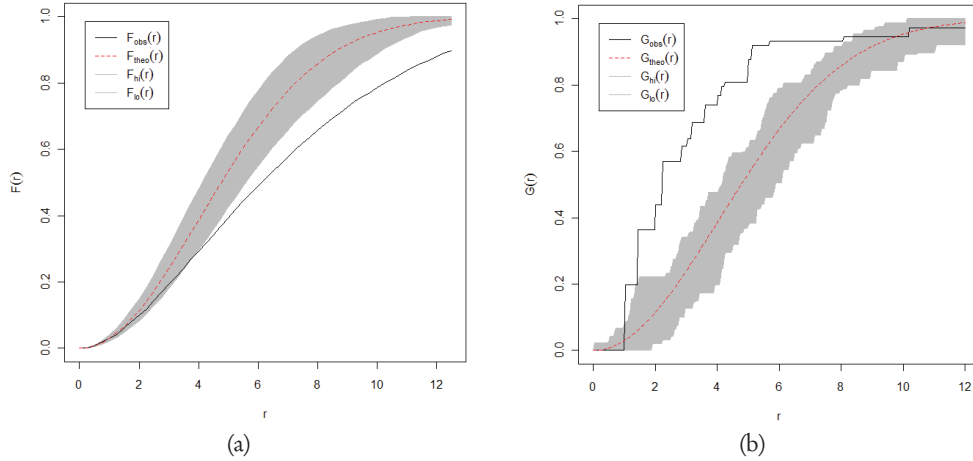 F_obs(r)
F_theo(r)
F_hi(r)
F_lo(r)
F(r)
0.0 0.2 0.4 0.6 0.8 1.0
0 2 4 6 8 10 12
r
(a)
G_obs(r)
G_theo(r)
G_hi(r)
G_lo(r)
G(r)
0.0 0.2 0.4 0.6 0.8 1.0
0 2 4 6 8 10 12
r
(b)